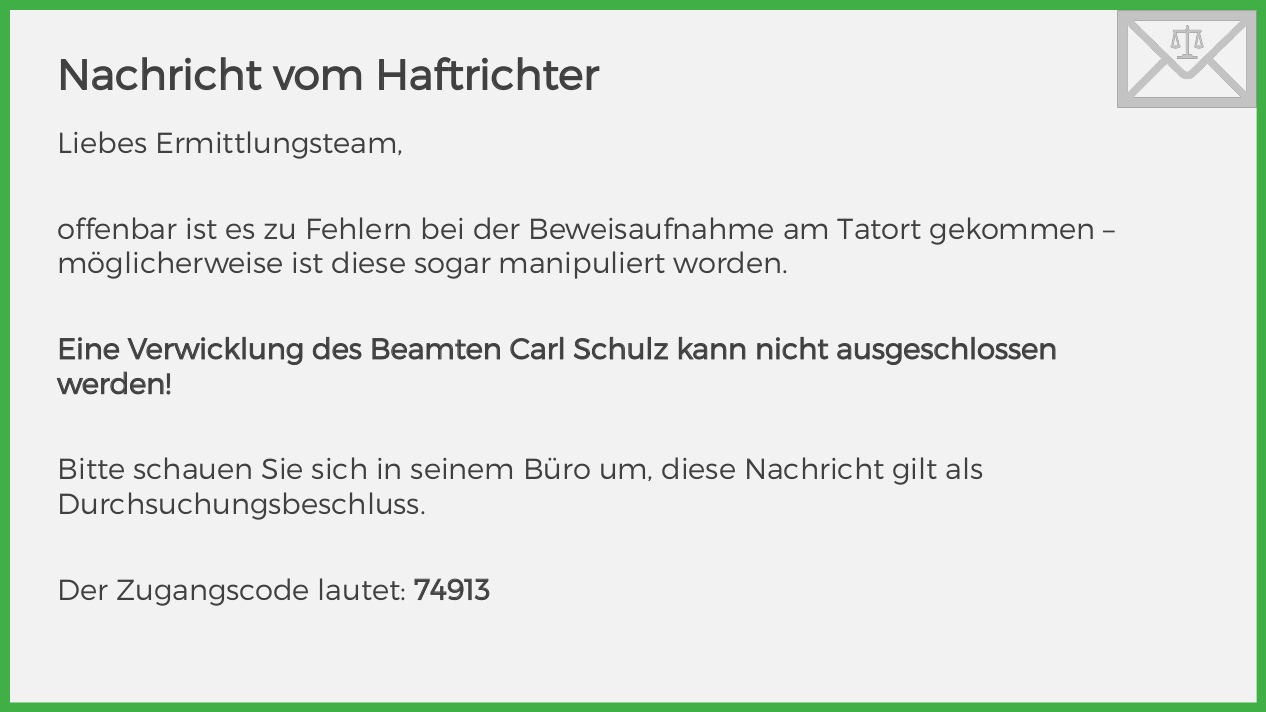 Nachricht vom Haftrichter
Liebes Ermittlungsteam,
offenbar ist es zu Fehlern bei der Beweisaufnahme am Tatort gekommen –
möglicherweise ist diese sogar manipuliert worden.
Eine Verwicklung des Beamten Carl Schulz kann nicht ausgeschlossen
werden!
Bitte schauen Sie sich in seinem Büro um, diese Nachricht gilt als
Durchsuchungsbeschluss.
Der Zugangscode lautet: 74913